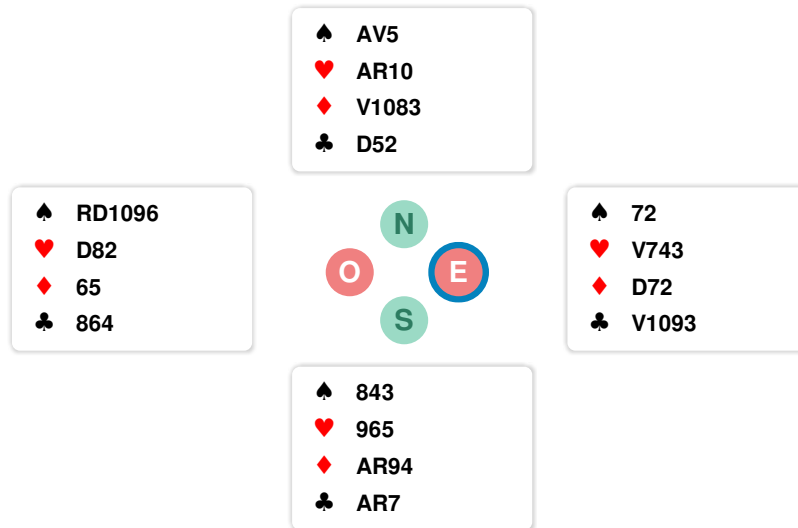 ♠ AV5
♥ AR10
♦ V1083
♣ D52
♠ RD1096
♥ D82
♦ 65
♣ 864
N
O E
S
♠ 72
♥ V743
♦ D72
♣ V1093
♠ 843
♥ 965
♦ AR94
♣ AR7